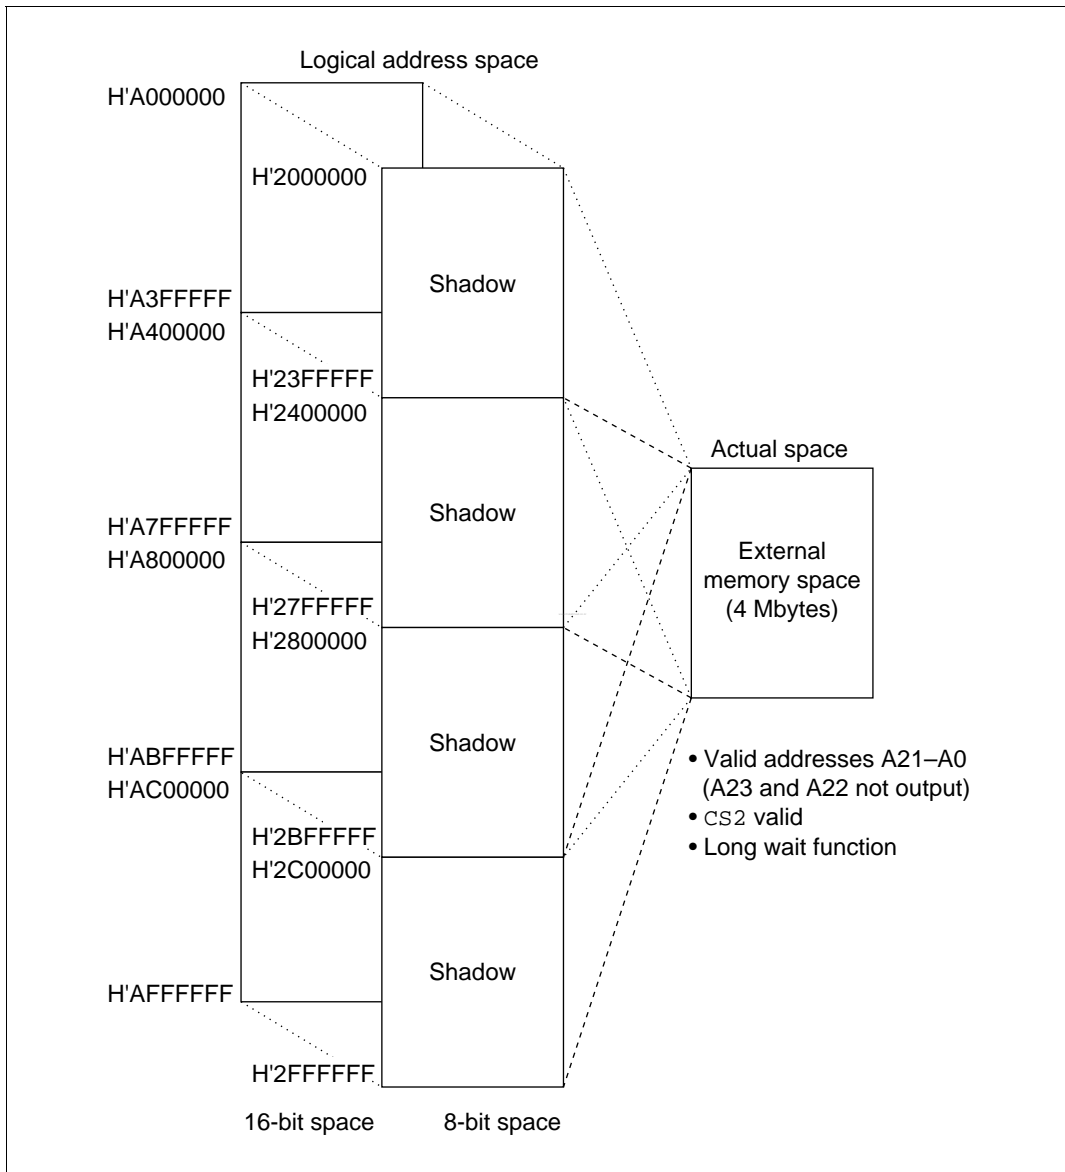 Logical address space
H'A000000
H'2000000
Shadow
H'A3FFFFF
H'A400000
H'23FFFFF
H'2400000
Actual space
Shadow
H'A7FFFFF
H'A800000
External
memory space
(4 Mbytes)
H'27FFFFF
H'2800000
Shadow
H'ABFFFFF
H'AC00000
• Valid addresses A21–A0
(A23 and A22 not output)
• CS2 valid
• Long wait function
H'2BFFFFF
H'2C00000
Shadow
H'AFFFFFF
H'2FFFFFF
16-bit space
8-bit space